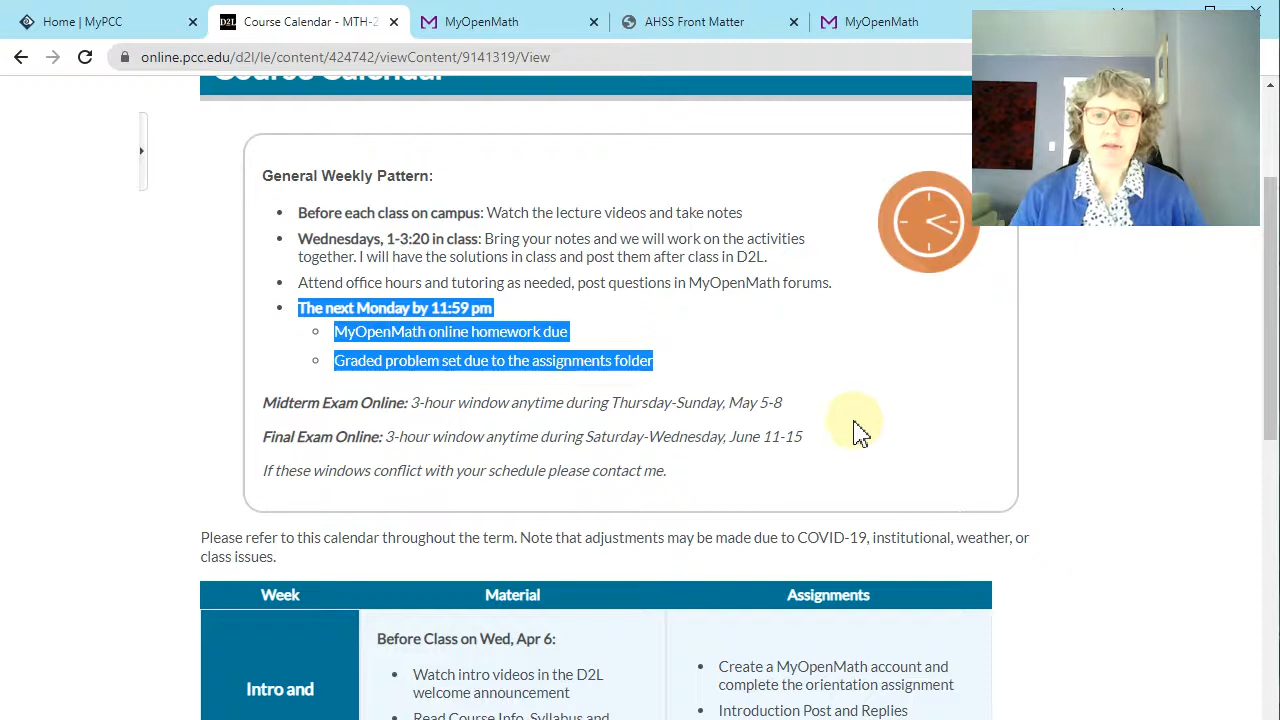 Home | MyPCC
D2L
Course Calendar - MTH-2
MyOpenMath
AHSS Front Matter
MyOpenMath
online.pcc.edu/d2l/le/content/424742/viewContent/9141319/View
Course Calendar
General Weekly Pattern:
Before each class on campus: Watch the lecture videos and take notes
Wednesdays, 1-3:20 in class: Bring your notes and we will work on the activities
together. I will have the solutions in class and post them after class in D2L.
Attend office hours and tutoring as needed, post questions in MyOpenMath forums.
The next Monday by 11:59 pm
MyOpenMath online homework due
Graded problem set due to the assignments folder
Midterm Exam Online: 3-hour window anytime during Thursday-Sunday, May 5-8
Final Exam Online: 3-hour window anytime during Saturday-Wednesday, June 11-15
If these windows conflict with your schedule please contact me.
Please refer to this calendar throughout the term. Note that adjustments may be made due to COVID-19, institutional, weather, or
class issues.
Week
Material
Assignments
Intro and
Before Class on Wed, Apr 6:
Watch intro videos in the D2L
welcome announcement
Read Course Info, Syllabus and
Create a MyOpenMath account and
complete the orientation assignment
Introduction Post and Replies